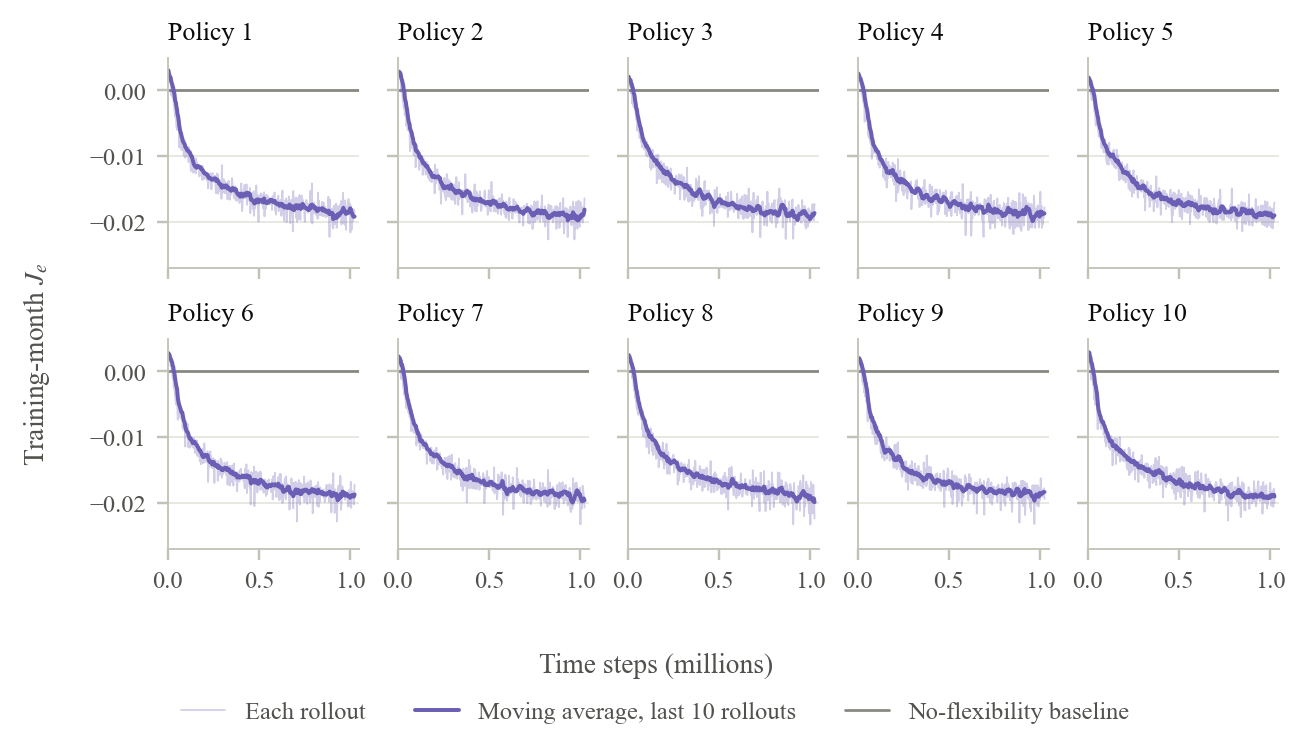 Policy 1 Policy 2 Policy 3 Policy 4 Policy 5
0.00
−0.01
−0.02
Training-month Je
Policy 6 Policy 7 Policy 8 Policy 9 Policy 10
0.00
−0.01
−0.02
0.0 0.5 1.0 0.0 0.5 1.0 0.0 0.5 1.0 0.0 0.5 1.0 0.0 0.5 1.0
Time steps (millions)
Each rollout Moving average, last 10 rollouts No-flexibility baseline